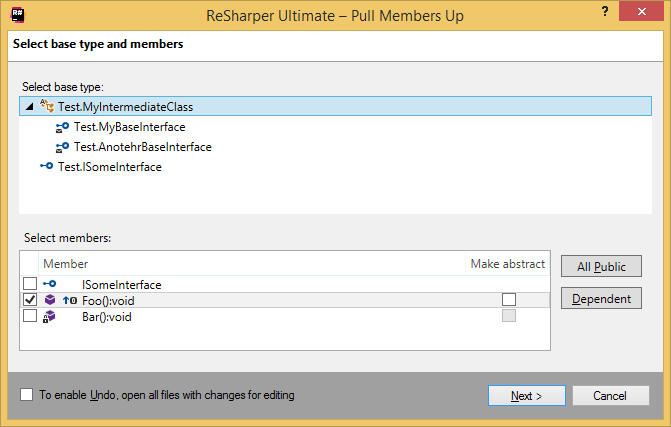 R#
ReSharper Ultimate – Pull Members Up
?
Select base type and members
Select base type:
Test.MyIntermediateClass
Test.MyBaseInterface
Test.AnotehrBaseInterface
Test.ISomeInterface
Select members:
Member Make abstract
ISomeInterface
Foo():void
Bar():void
All Public
Dependent
To enable Undo, open all files with changes for editing
Next >
Cancel